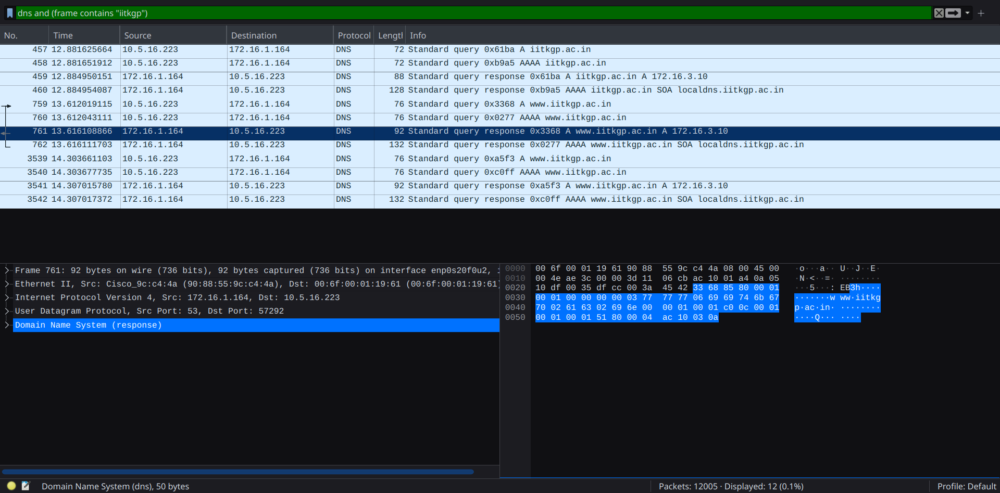 dns and (frame contains "iitkgp")
No. Time Source Destination Protocol Lengtl Info
457 12.881625664 10.5.16.223 172.16.1.164 DNS 72 Standard query 0x61ba A iitkgp.ac.in
458 12.881651912 10.5.16.223 172.16.1.164 DNS 72 Standard query 0xb9a5 AAAA iitkgp.ac.in
459 12.884950151 172.16.1.164 10.5.16.223 DNS 88 Standard query response 0x61ba A iitkgp.ac.in A 172.16.3.10
460 12.884954087 172.16.1.164 10.5.16.223 DNS 128 Standard query response 0xb9a5 AAAA iitkgp.ac.in SOA localdns.iitkgp.ac.in
759 13.612019115 10.5.16.223 172.16.1.164 DNS 76 Standard query 0x3368 A www.iitkgp.ac.in
760 13.612043111 10.5.16.223 172.16.1.164 DNS 76 Standard query 0x0277 AAAA www.iitkgp.ac.in
761 13.616108866 172.16.1.164 10.5.16.223 DNS 92 Standard query response 0x3368 A www.iitkgp.ac.in A 172.16.3.10
762 13.616111703 172.16.1.164 10.5.16.223 DNS 132 Standard query response 0x0277 AAAA www.iitkgp.ac.in SOA localdns.iitkgp.ac.in
3539 14.303661103 10.5.16.223 172.16.1.164 DNS 76 Standard query 0xa5f3 A www.iitkgp.ac.in
3540 14.303677735 10.5.16.223 172.16.1.164 DNS 76 Standard query 0xc0ff AAAA www.iitkgp.ac.in
3541 14.307015780 172.16.1.164 10.5.16.223 DNS 92 Standard query response 0xa5f3 A www.iitkgp.ac.in A 172.16.3.10
3542 14.307017372 172.16.1.164 10.5.16.223 DNS 132 Standard query response 0xc0ff AAAA www.iitkgp.ac.in SOA localdns.iitkgp.ac.in
Frame 761: 92 bytes on wire (736 bits), 92 bytes captured (736 bits) on interface enp0s20f0u2,
Ethernet II, Src: Cisco_9c:c4:4a (90:88:55:9c:c4:4a), Dst: 00:6f:00:01:19:61 (00:6f:00:01:19:61)
Internet Protocol Version 4, Src: 172.16.1.164, Dst: 10.5.16.223
User Datagram Protocol, Src Port: 53, Dst Port: 57292
Domain Name System (response)
0000 00 6f 00 01 19 61 90 88 55 9c c4 4a 08 00 45 00 ·o···a·· U··J··E·
0010 00 4e ae 3c 00 00 3d 11 06 cb ac 10 01 a4 0a 05 ·N·<··=· ········
0020 10 df 00 35 df cc 00 3a 45 42 33 68 85 80 00 01 ···5···: EB3h····
0030 00 01 00 00 00 00 03 77 77 77 06 69 69 74 6b 67 ·······w ww·iitkg
0040 70 02 61 63 02 69 6e 00 00 01 00 01 c0 0c 00 01 p·ac·in· ········
0050 00 01 00 01 51 80 00 04 ac 10 03 0a ····Q··· ····
Domain Name System (dns), 50 bytes
Packets: 12005 · Displayed: 12 (0.1%)
Profile: Default